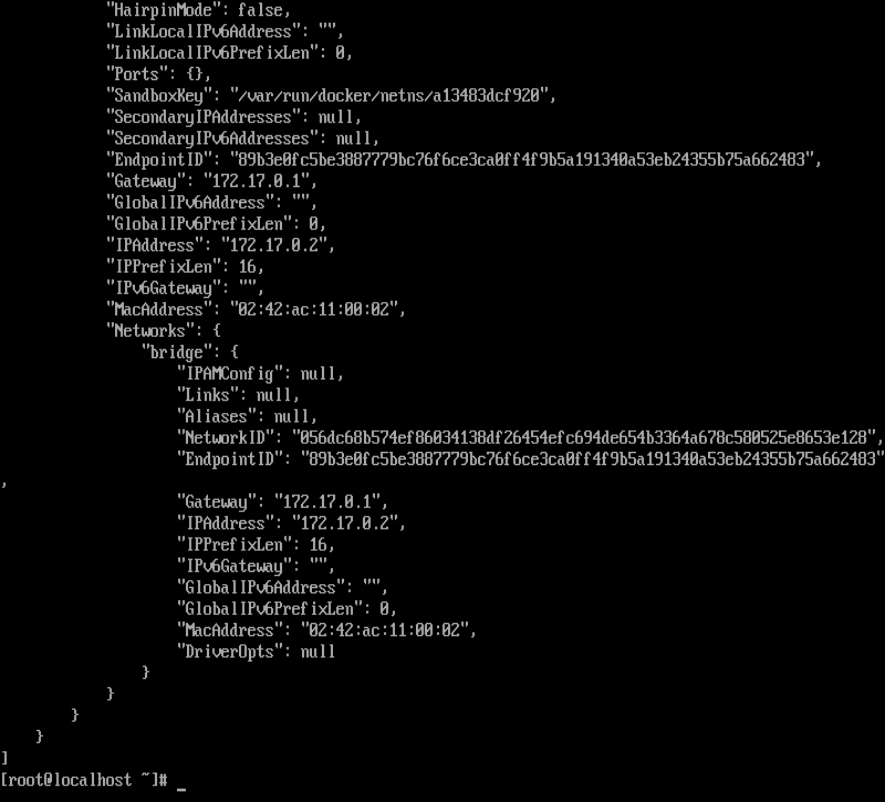 "HairpinMode": false,
"LinkLocalIPv6Address": "",
"LinkLocalIPv6PrefixLen": 0,
"Ports": {},
"SandboxKey": "/var/run/docker/netns/a13483dcf920",
"SecondaryIPAddresses": null,
"SecondaryIPv6Addresses": null,
"EndpointID": "89b3e0fc5be3887779bc76f6ce3ca0ff4f9b5a191340a53eb24355b75a662483",
"Gateway": "172.17.0.1",
"GlobalIPv6Address": "",
"GlobalIPv6PrefixLen": 0,
"IPAddress": "172.17.0.2",
"IPPrefixLen": 16,
"IPv6Gateway": "",
"MacAddress": "02:42:ac:11:00:02",
"Networks": {
"bridge": {
"IPAMConfig": null,
"Links": null,
"Aliases": null,
"NetworkID": "056dc68b574ef86034138df26454efc694de654b3364a678c580525e8653e128",
"EndpointID": "89b3e0fc5be3887779bc76f6ce3ca0ff4f9b5a191340a53eb24355b75a662483"
,
"Gateway": "172.17.0.1",
"IPAddress": "172.17.0.2",
"IPPrefixLen": 16,
"IPv6Gateway": "",
"GlobalIPv6Address": "",
"GlobalIPv6PrefixLen": 0,
"MacAddress": "02:42:ac:11:00:02",
"DriverOpts": null
}
}
}
}
]
[root@localhost ~]# _